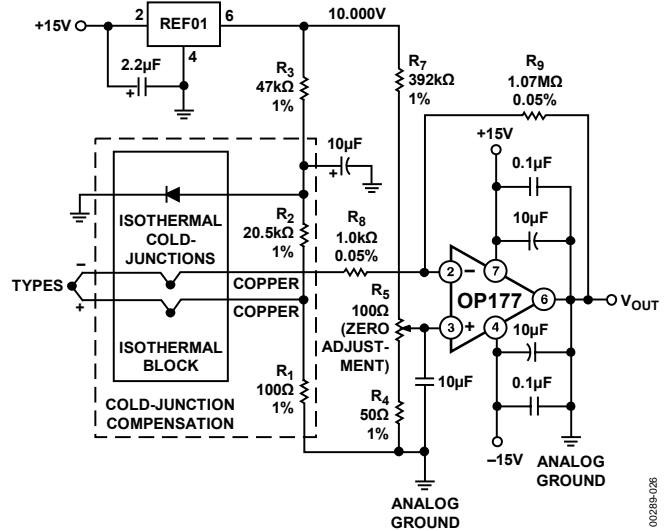 +15V
2
REF01
6
10.000V
4
2.2µF
+
R3
47kΩ
1%
R7
392kΩ
1%
R9
1.07MΩ
0.05%
+15V
10µF
+
0.1µF
10µF
ISOTHERMAL
COLD-
JUNCTIONS
R2
20.5kΩ
1%
R8
1.0kΩ
0.05%
COPPER
COPPER
–
TYPES
+
ISOTHERMAL
BLOCK
COLD-JUNCTION
COMPENSATION
R1
100Ω
1%
R5
100Ω
(ZERO
ADJUST-
MENT)
R4
50Ω
1%
10µF
2
–
7
OP177
6
3
+
4
VOUT
10µF
0.1µF
–15V
ANALOG
GROUND
ANALOG
GROUND
00289-026